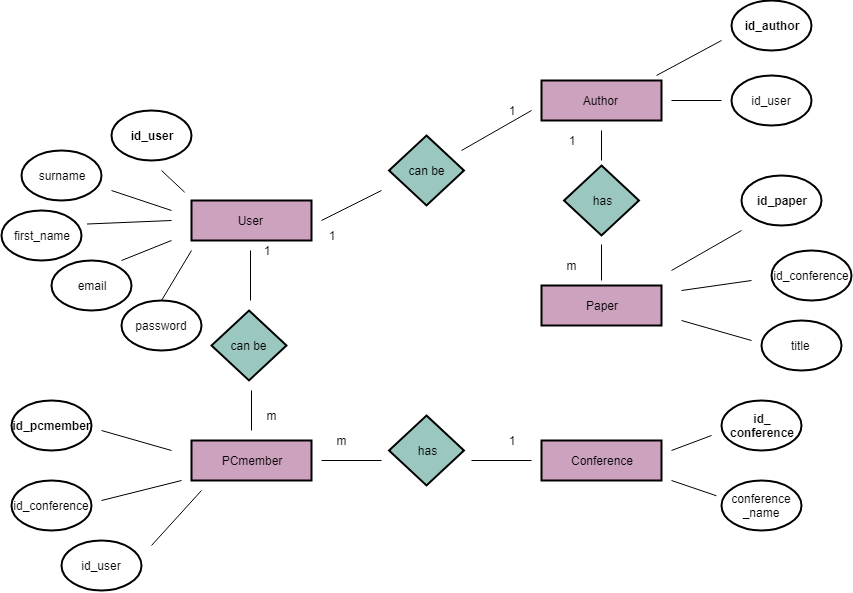 id_author
1
Author
id_user
id_user
1
surname
can be
id_paper
has
User
first_name
1
1
id_conference
m
email
Paper
password
can be
title
m
id_pcmember
id_
conference
m
1
has
PCmember
Conference
id_conference
conference
_name
id_user